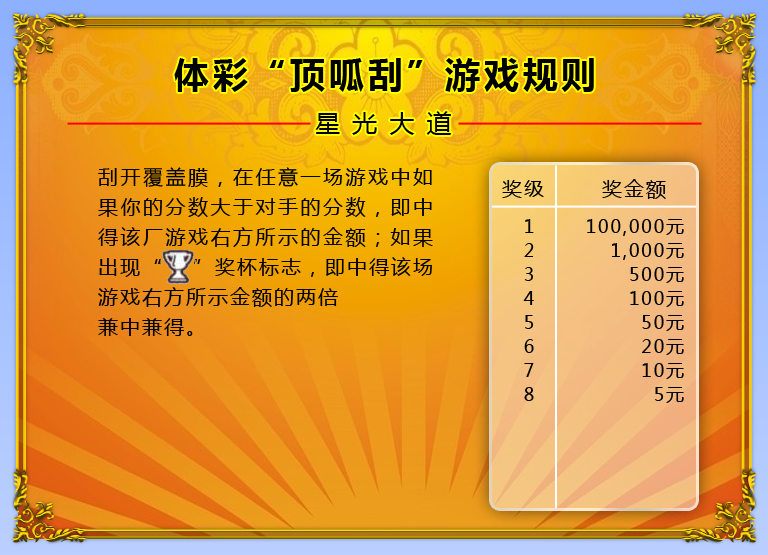 体彩“顶呱刮”游戏规则
星光大道
刮开覆盖膜，在任意一场游戏中如
果你的分数大于对手的分数，即中
得该厂游戏右方所示的金额；如果
出现“ ”奖杯标志，即中得该场
游戏右方所示金额的两倍
兼中兼得。
奖级 奖金额
1 100,000元
2 1,000元
3 500元
4 100元
5 50元
6 20元
7 10元
8 5元